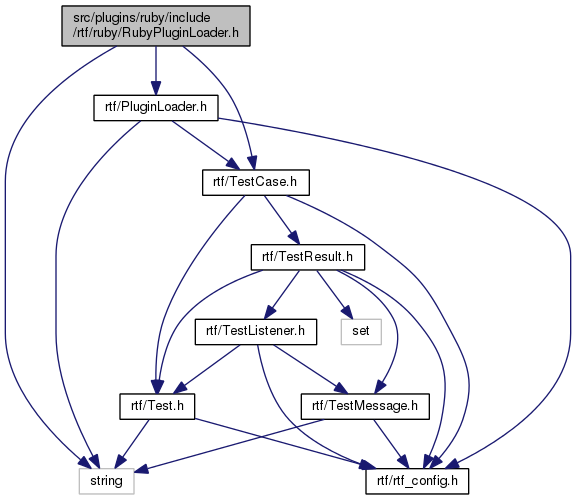 src/plugins/ruby/include
/rtf/ruby/RubyPluginLoader.h
rtf/PluginLoader.h
rtf/TestCase.h
rtf/TestResult.h
rtf/TestListener.h
set
rtf/Test.h
rtf/TestMessage.h
string
rtf/rtf_config.h